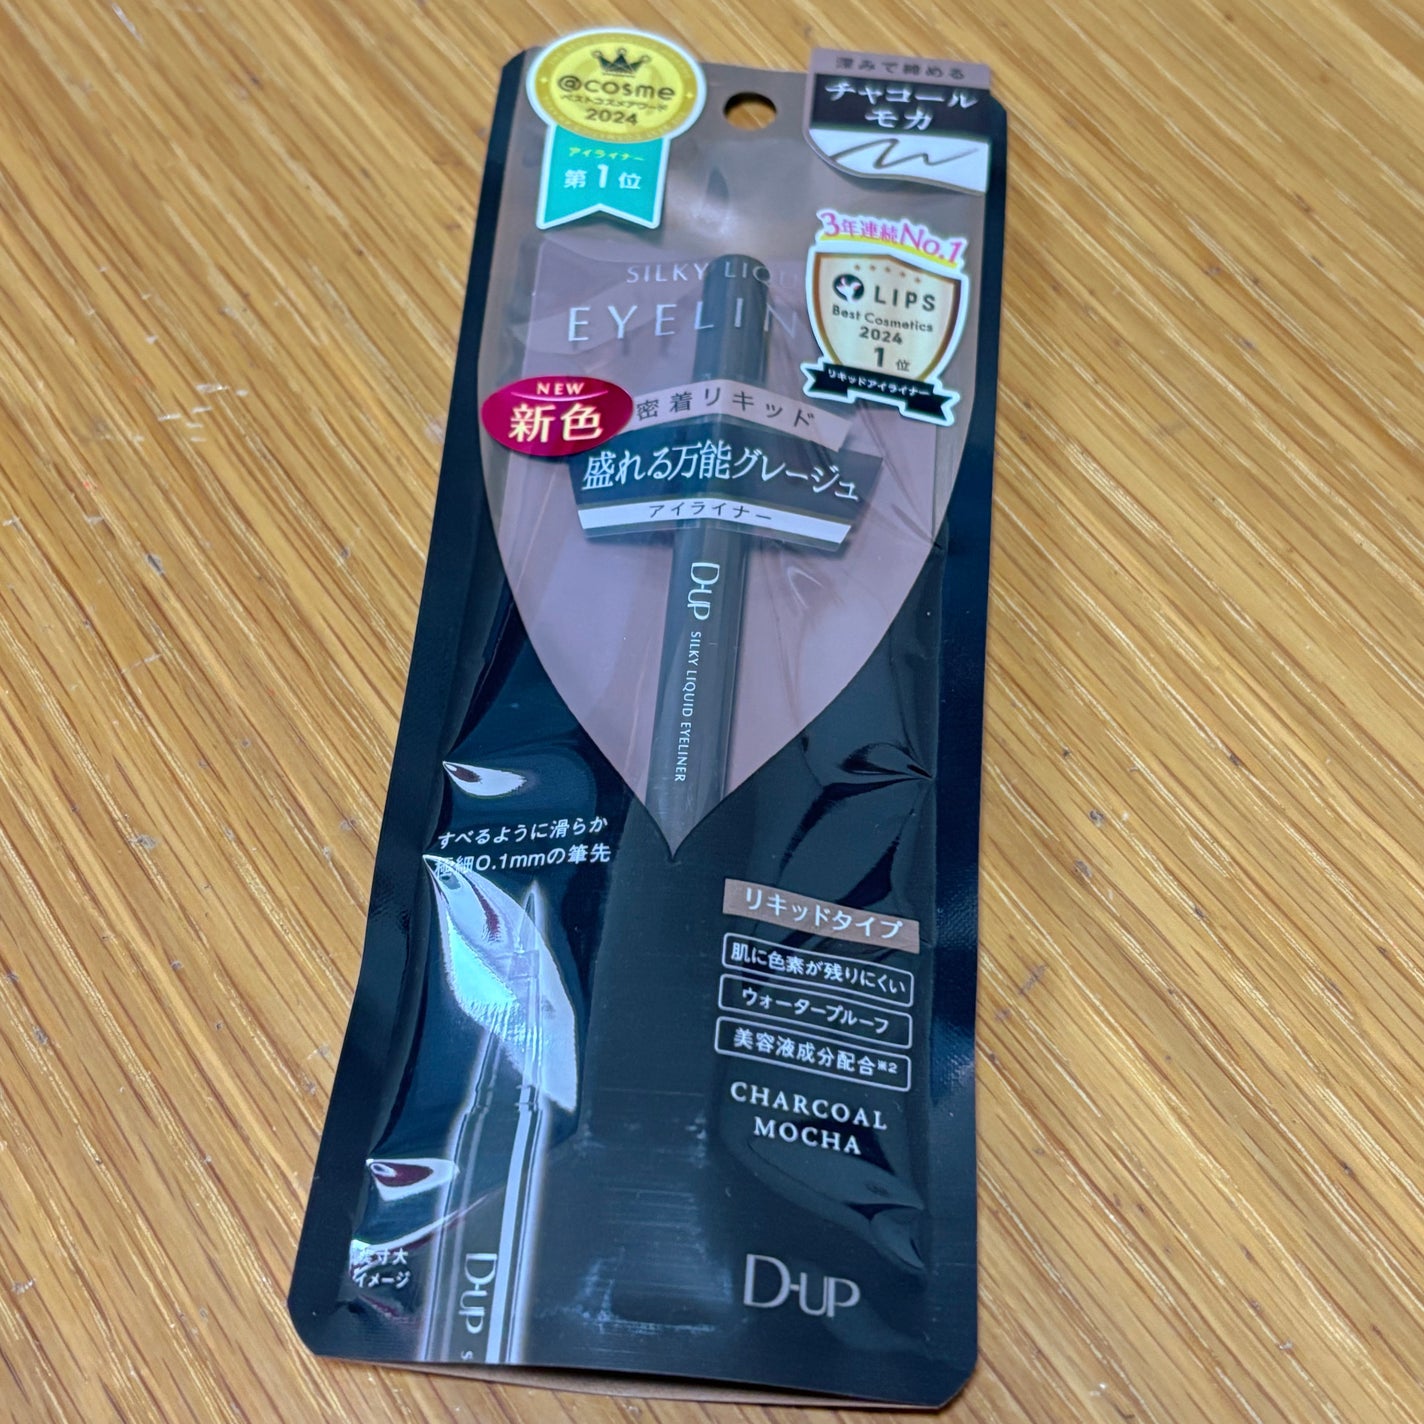 @cosme
ベストコスメアワード
2024
アイライナー
第1位
深みで締める
チャコール
モカ
3年連続No.1
LIPS
Best Cosmetics
2024
1位
リキッドアイライナー
SILKY LIQU
EYELIN
NEW
新色
密着リキッド
盛れる万能グレージュ
アイライナー
D-UP SILKY LIQUID EYELINER
すべるように滑らか
極細0.1mmの筆先
リキッドタイプ
肌に色素が残りにくい
ウォータープルーフ
美容液成分配合※2
CHARCOAL
MOCHA
実寸大
イメージ
D-UP S
D-UP